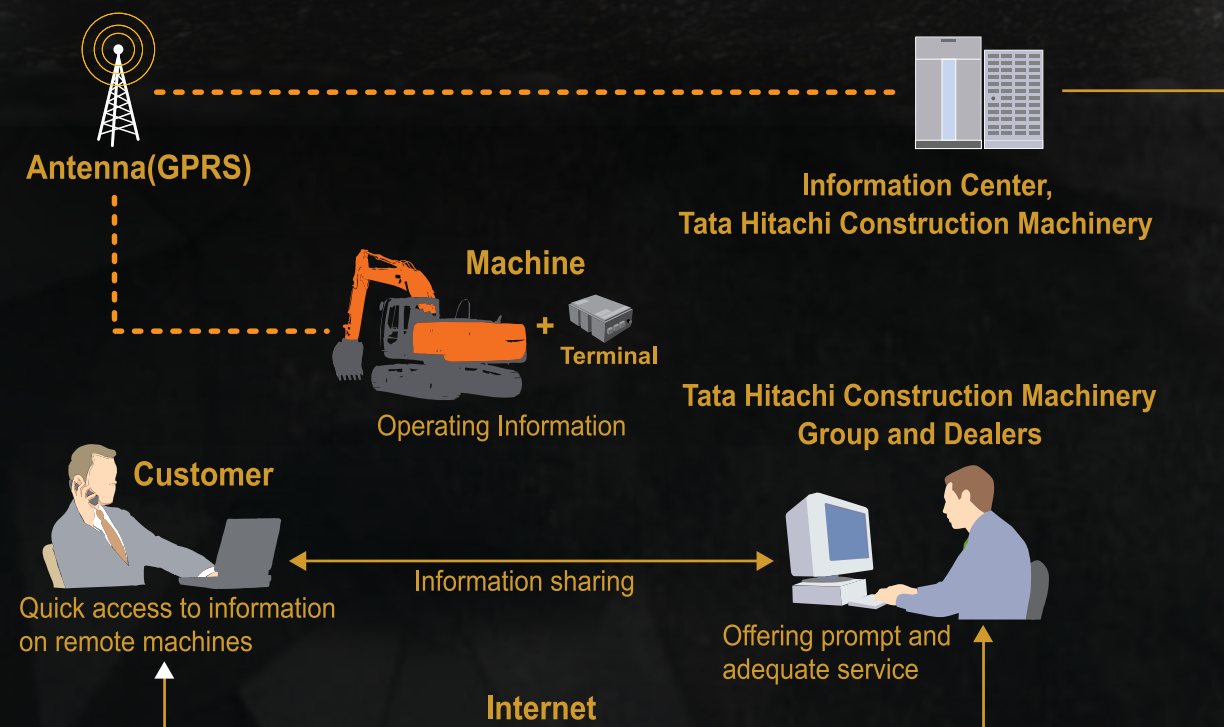 Antenna(GPRS)
Information Center,
Tata Hitachi Construction Machinery
Machine
+
Terminal
Operating Information
Tata Hitachi Construction Machinery
Group and Dealers
Customer
Information sharing
Quick access to information
on remote machines
Offering prompt and
adequate service
Internet